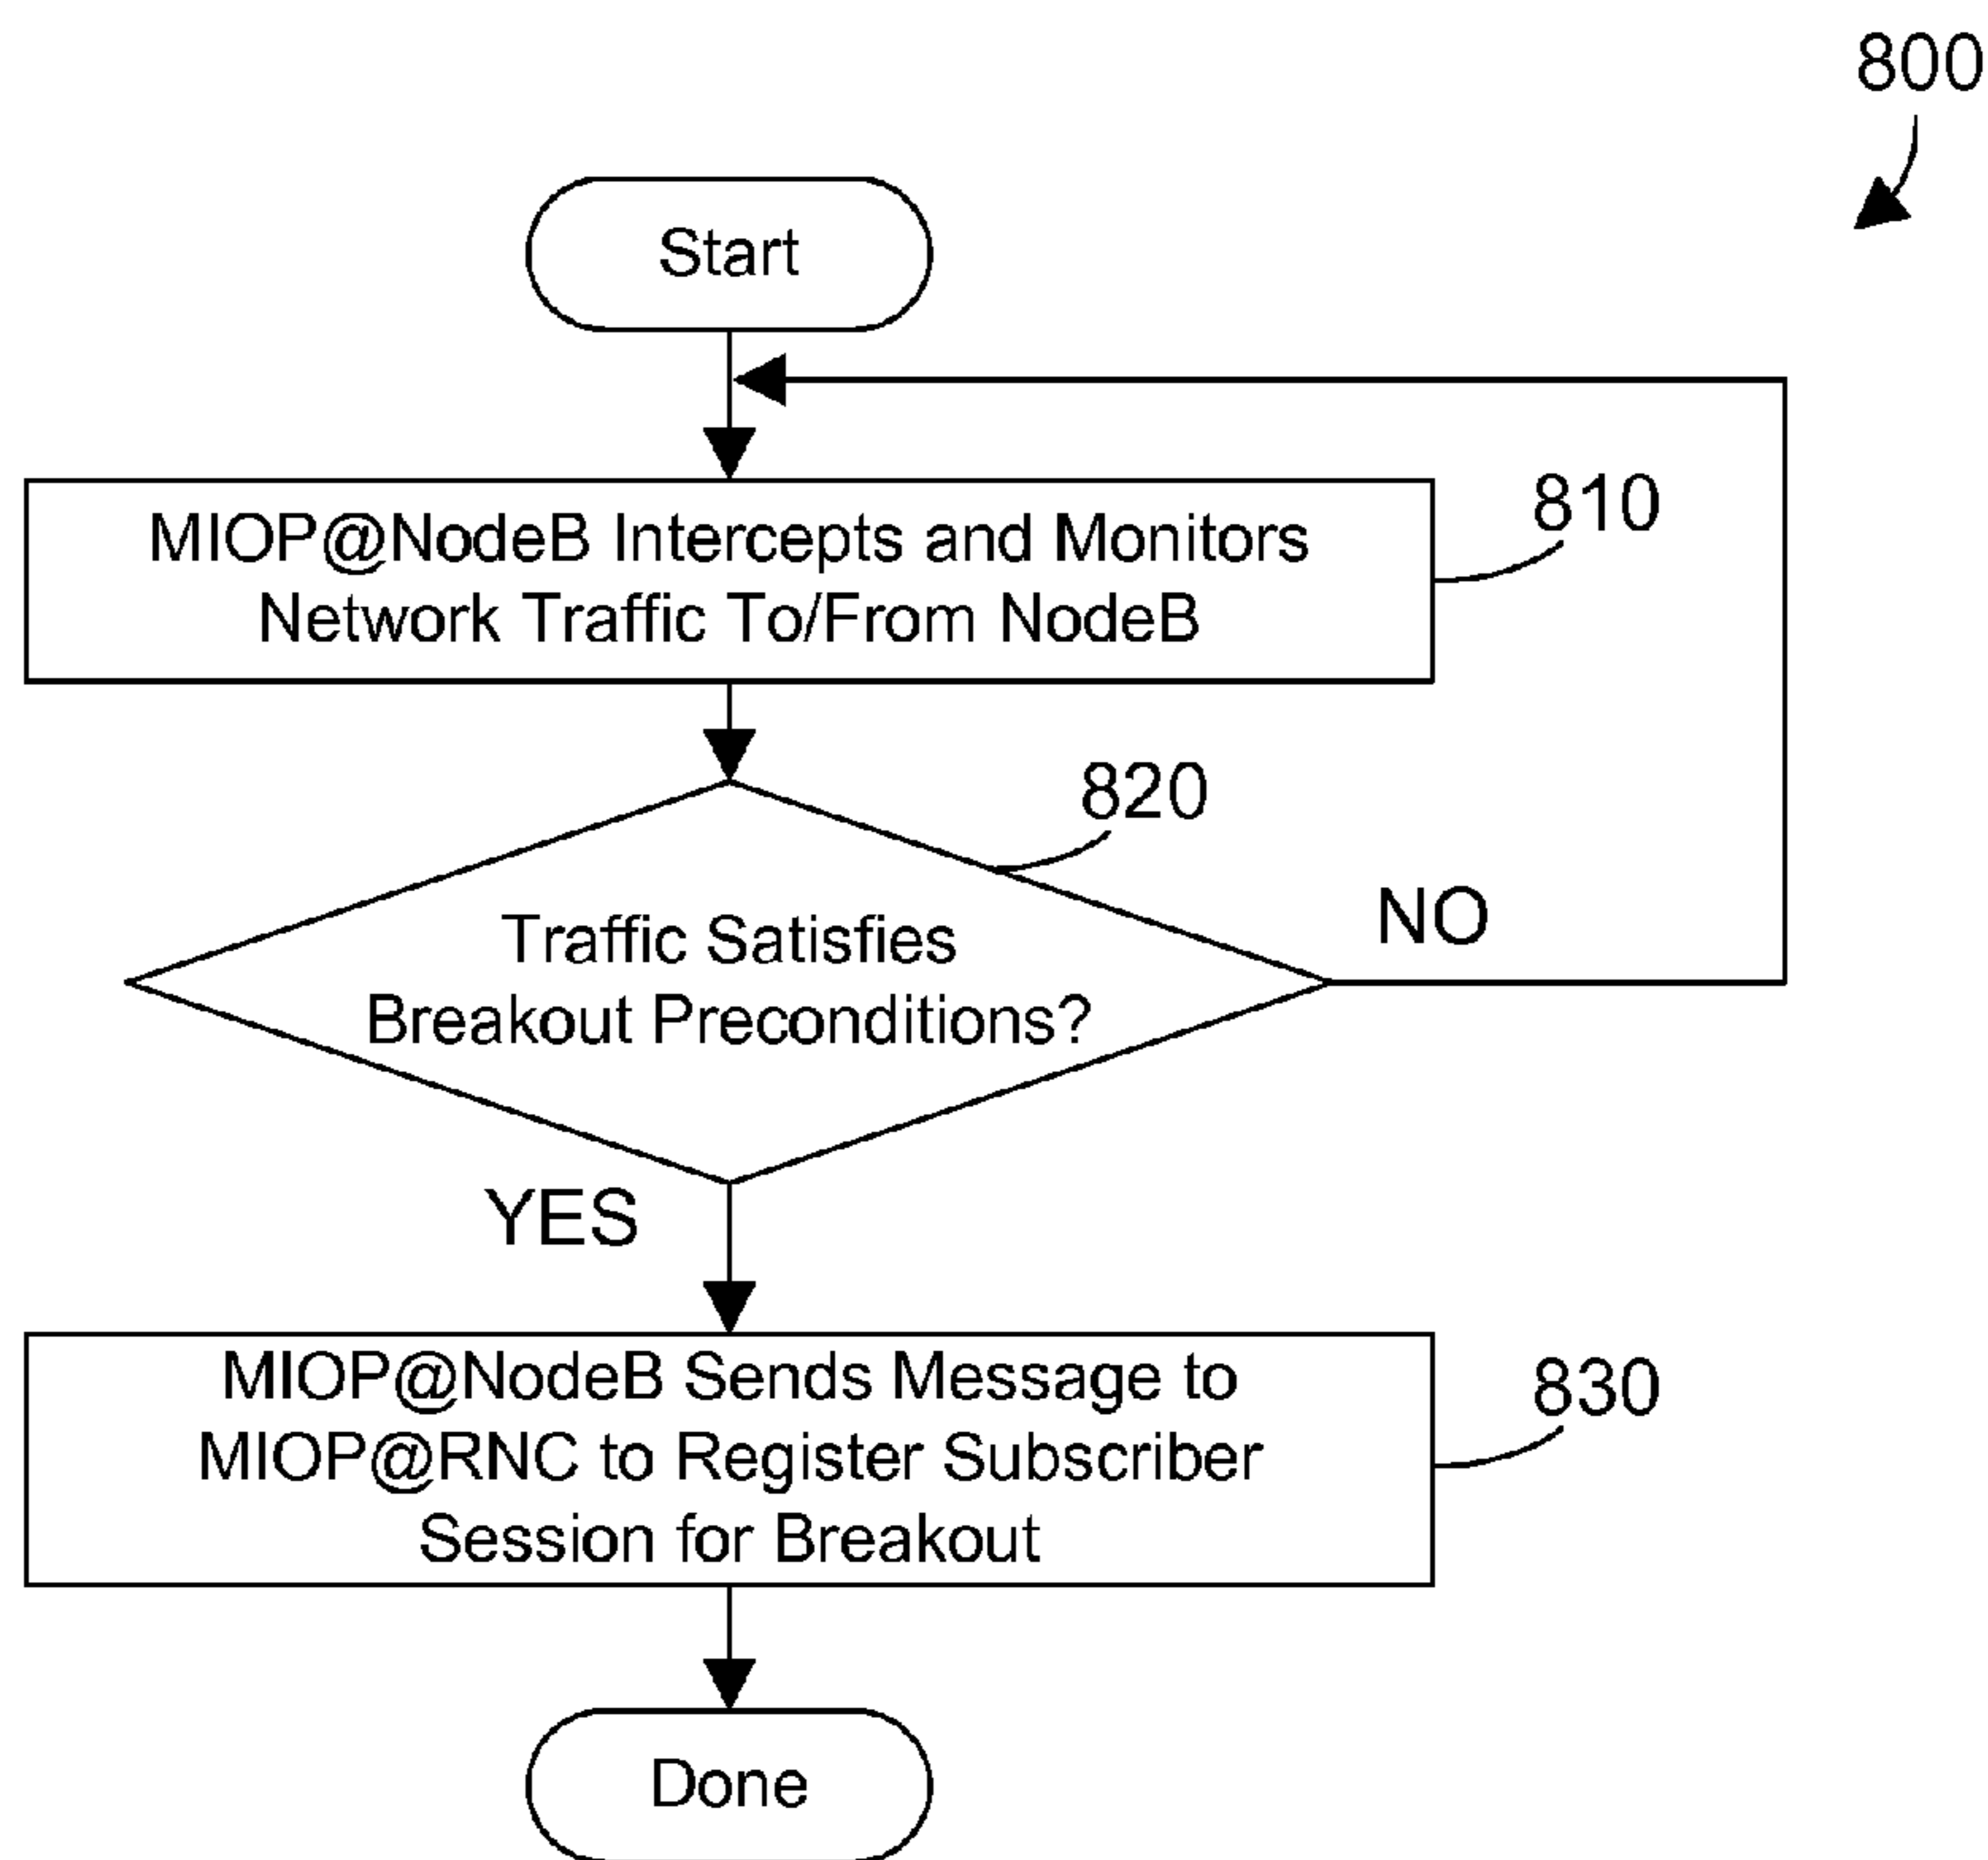 800
Start
MIOP@NodeB Intercepts and Monitors
Network Traffic To/From NodeB
810
820
Traffic Satisfies
Breakout Preconditions?
NO
YES
MIOP@NodeB Sends Message to
MIOP@RNC to Register Subscriber
Session for Breakout
830
Done